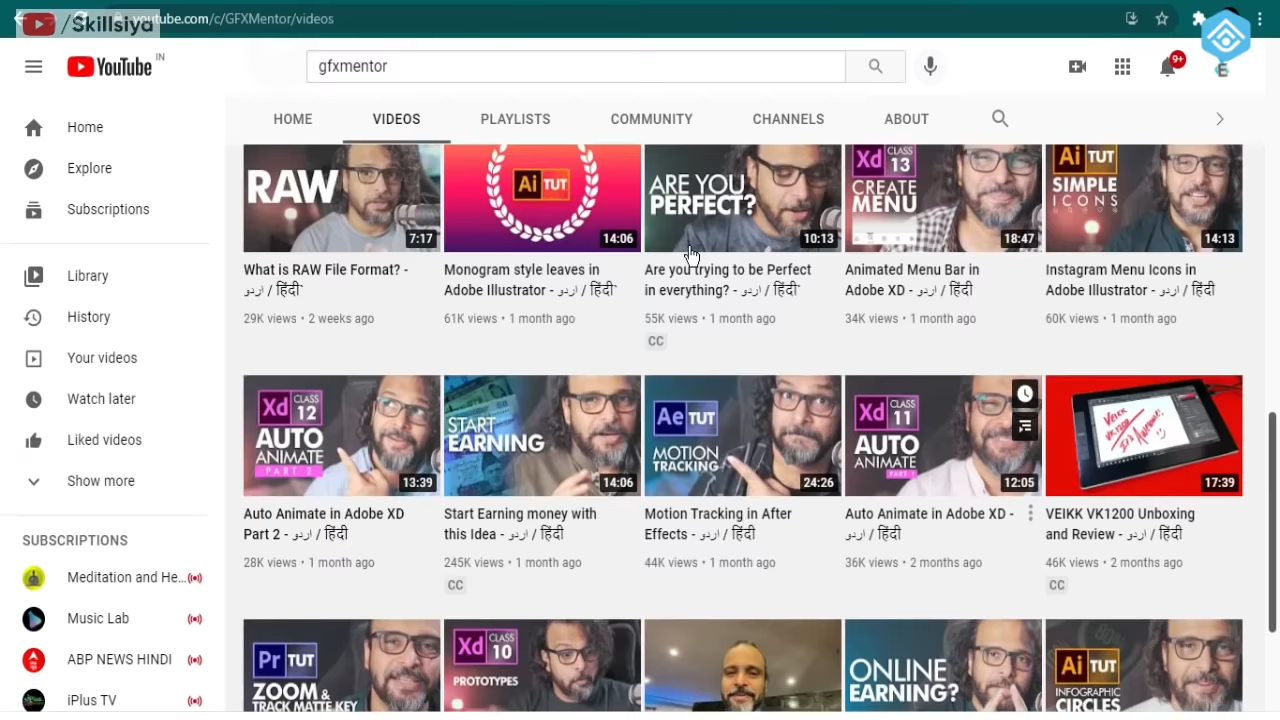 /Skillsiya
youtube.com/c/GFXMentor/videos
YouTube IN
gfxmentor
9+
E
HOME VIDEOS PLAYLISTS COMMUNITY CHANNELS ABOUT
Home
Explore
Subscriptions
Library
History
Your videos
Watch later
Liked videos
Show more
SUBSCRIPTIONS
Meditation and He...
Music Lab
ABP NEWS HINDI
iPlus TV
RAW
7:17
What is RAW File Format? -
اردو / हिंदी`
29K views • 2 weeks ago
Ai TUT
14:06
Monogram style leaves in
Adobe Illustrator - اردو / हिंदी`
61K views • 1 month ago
ARE YOU
PERFECT?
10:13
Are you trying to be Perfect
in everything? - اردو / हिंदी`
55K views • 1 month ago
CC
Xd CLASS
13
CREATE
MENU
18:47
Animated Menu Bar in
Adobe XD - اردو / हिंदी
34K views • 1 month ago
Ai TUT
SIMPLE
ICONS
14:13
Instagram Menu Icons in
Adobe Illustrator - اردو / हिंदी
60K views • 1 month ago
Xd CLASS
12
AUTO
ANIMATE
PART 2
13:39
Auto Animate in Adobe XD
Part 2 - اردو / हिंदी
28K views • 1 month ago
START
EARNING
14:06
Start Earning money with
this Idea - اردو / हिंदी
245K views • 1 month ago
CC
Ae TUT
MOTION
TRACKING
24:26
Motion Tracking in After
Effects - اردو / हिंदी
44K views • 1 month ago
Xd CLASS
11
AUTO
ANIMATE
12:05
Auto Animate in Adobe XD -
اردو / हिंदी
36K views • 2 months ago
VEIKK
VK1200
17:39
VEIKK VK1200 Unboxing
and Review - اردو / हिंदी
46K views • 2 months ago
CC
Pr TUT
ZOOM &
TRACK MATTE KEY
Xd CLASS
10
PROTOTYPES
ONLINE
EARNING?
Ai TUT
INFOGRAPHIC
CIRCLES